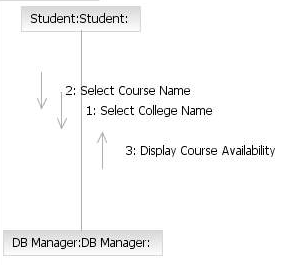 Student:Student:
2: Select Course Name
1: Select College Name
3: Display Course Availability
DB Manager:DB Manager: